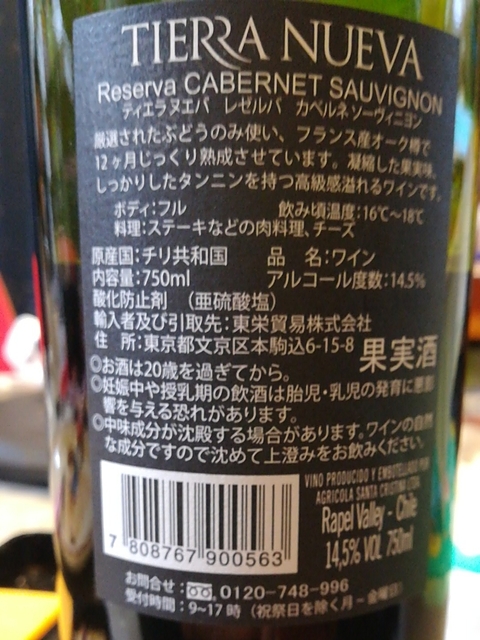 TIERRA NUEVA
Reserva CABERNET SAUVIGNON
ティエラヌエバ レゼルバ カベルネソーヴィニヨン
厳選されたぶどうのみ使い、フランス産オーク樽で
12ヶ月じっくり熟成させています。凝縮した果実味、
しっかりしたタンニンを持つ高級感溢れるワインです。
ボディ:フル 飲み頃温度:16℃～18℃
料理:ステーキなどの肉料理、チーズ
原産国:チリ共和国 品 名:ワイン
内容量:750ml アルコール度数:14.5%
酸化防止剤 (亜硫酸塩)
輸入者及び引取先:東栄貿易株式会社
住 所:東京都文京区本駒込6-15-8 果実酒
◎お酒は20歳を過ぎてから。
◎妊娠中や授乳期の飲酒は胎児・乳児の発育に悪影
響を与える恐れがあります。
◎中味成分が沈殿する場合があります。ワインの自然
な成分ですので沈めて上澄みをお飲みください。
VINO PRODUCIDO Y EMBOTELLADO POR
AGRICOLA SANTA CRISTINA LTDA.
Rapel Valley - Chile
14,5% VOL 750ml
7 808767 900563
お問合せ: 0120-748-996
受付時間:9～17時 (祝祭日を除く月～金曜日)